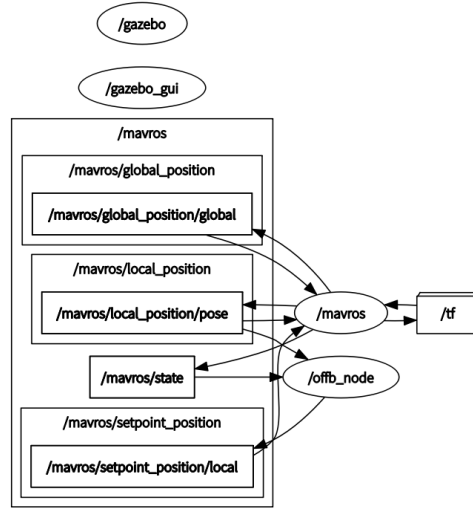 /gazebo
/gazebo_gui
/mavros
/mavros/global_position
/mavros/global_position/global
/mavros/local_position
/mavros/local_position/pose
/mavros
/tf
/mavros/state
/offb_node
/mavros/setpoint_position
/mavros/setpoint_position/local